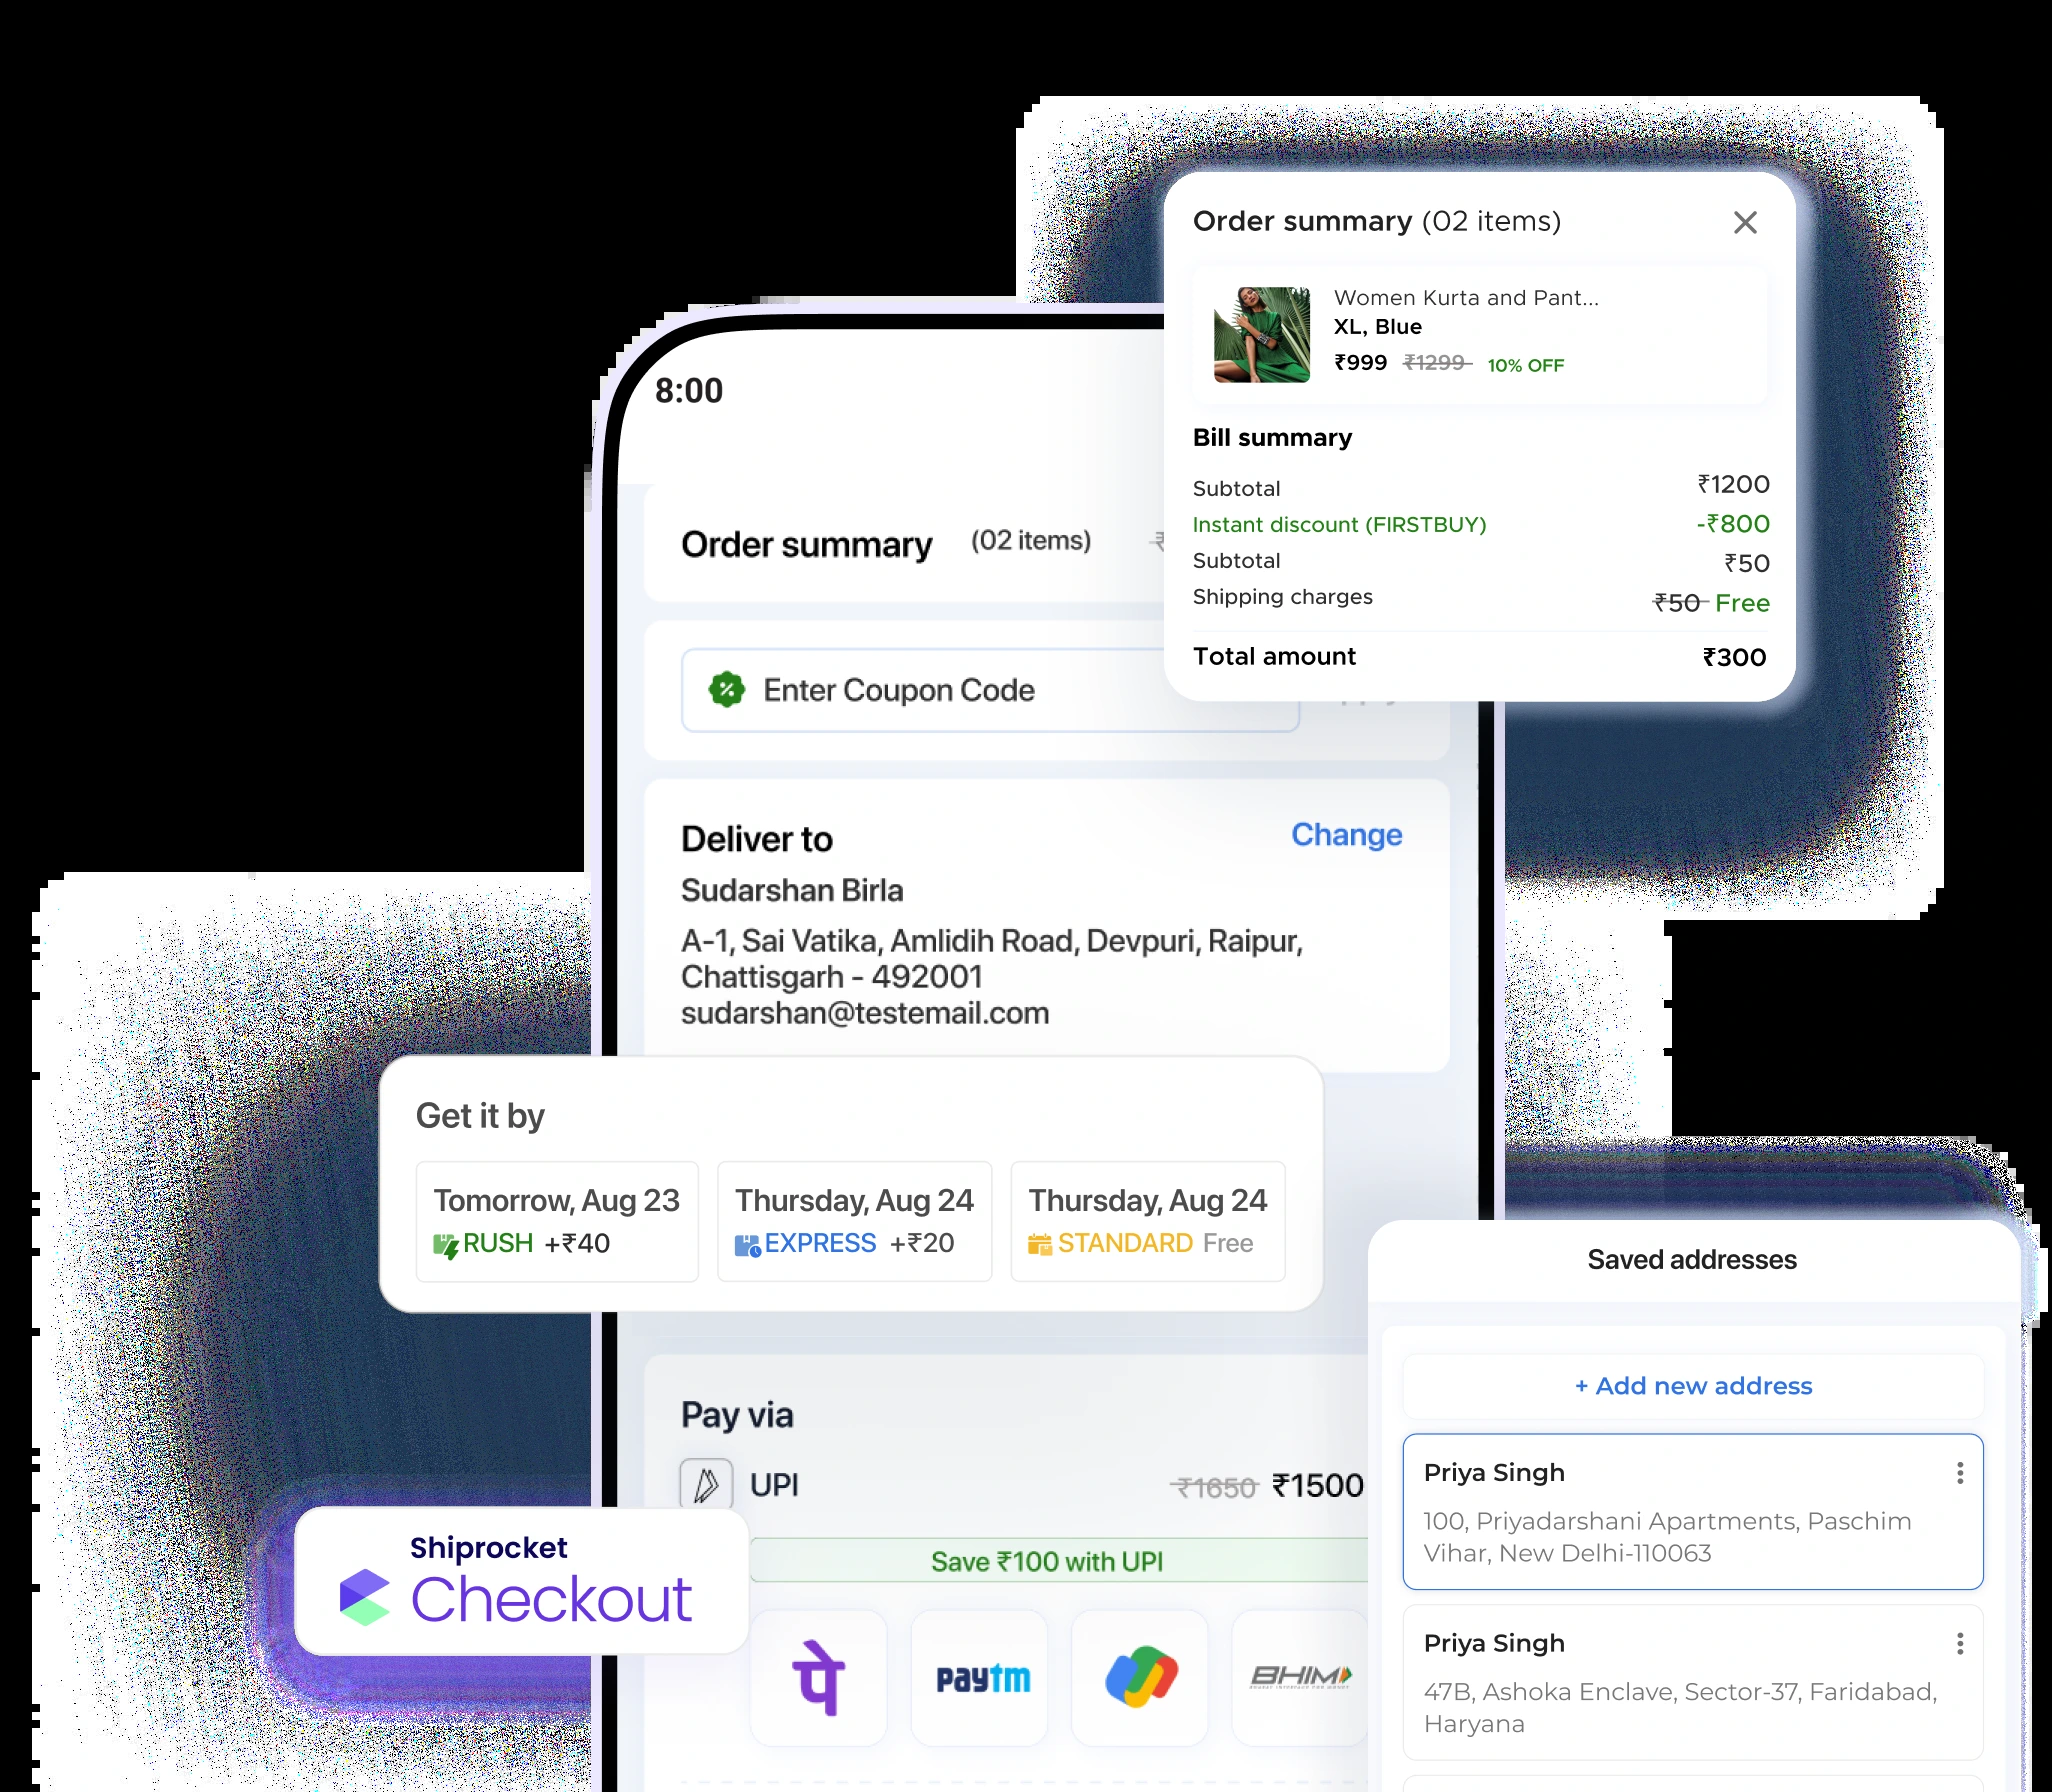 Order summary (02 items)
Women Kurta and Pant...
XL, Blue
₹999 ₹1299 10% OFF
Bill summary
Subtotal ₹1200
Instant discount (FIRSTBUY) -₹800
Subtotal ₹50
Shipping charges ₹50 Free
Total amount ₹300
8:00
Order summary (02 items)
Enter Coupon Code
Deliver to Change
Sudarshan Birla
A-1, Sai Vatika, Amlidih Road, Devpuri, Raipur,
Chattisgarh - 492001
sudarshan@testemail.com
Get it by
Tomorrow, Aug 23
RUSH +₹40
Thursday, Aug 24
EXPRESS +₹20
Thursday, Aug 24
STANDARD Free
Pay via
UPI ₹1650 ₹1500
Save ₹100 with UPI
पे
paytm
BHIM
Shiprocket
Checkout
Saved addresses
+ Add new address
Priya Singh
100, Priyadarshani Apartments, Paschim
Vihar, New Delhi-110063
Priya Singh
47B, Ashoka Enclave, Sector-37, Faridabad,
Haryana